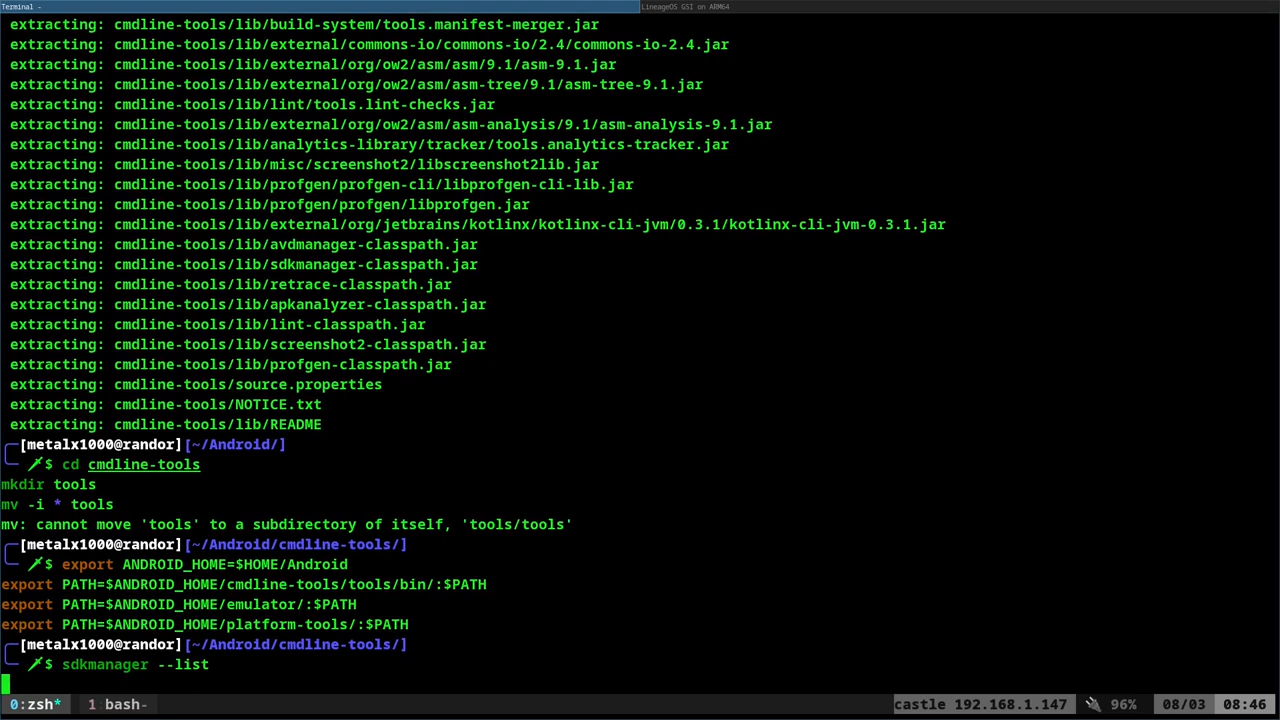 Terminal -
LineageOS GSI on ARM64
extracting: cmdline-tools/lib/build-system/tools.manifest-merger.jar
extracting: cmdline-tools/lib/external/commons-io/commons-io/2.4/commons-io-2.4.jar
extracting: cmdline-tools/lib/external/org/ow2/asm/asm/9.1/asm-9.1.jar
extracting: cmdline-tools/lib/external/org/ow2/asm/asm-tree/9.1/asm-tree-9.1.jar
extracting: cmdline-tools/lib/lint/tools.lint-checks.jar
extracting: cmdline-tools/lib/external/org/ow2/asm/asm-analysis/9.1/asm-analysis-9.1.jar
extracting: cmdline-tools/lib/analytics-library/tracker/tools.analytics-tracker.jar
extracting: cmdline-tools/lib/misc/screenshot2/libscreenshot2lib.jar
extracting: cmdline-tools/lib/profgen/profgen-cli/libprofgen-cli-lib.jar
extracting: cmdline-tools/lib/profgen/profgen/libprofgen.jar
extracting: cmdline-tools/lib/external/org/jetbrains/kotlinx/kotlinx-cli-jvm/0.3.1/kotlinx-cli-jvm-0.3.1.jar
extracting: cmdline-tools/lib/avdmanager-classpath.jar
extracting: cmdline-tools/lib/sdkmanager-classpath.jar
extracting: cmdline-tools/lib/retrace-classpath.jar
extracting: cmdline-tools/lib/apkanalyzer-classpath.jar
extracting: cmdline-tools/lib/lint-classpath.jar
extracting: cmdline-tools/lib/screenshot2-classpath.jar
extracting: cmdline-tools/lib/profgen-classpath.jar
extracting: cmdline-tools/source.properties
extracting: cmdline-tools/NOTICE.txt
extracting: cmdline-tools/lib/README
[metalx1000@randor][~/Android/]
$ cd cmdline-tools
mkdir tools
mv -i * tools
mv: cannot move 'tools' to a subdirectory of itself, 'tools/tools'
[metalx1000@randor][~/Android/cmdline-tools/]
$ export ANDROID_HOME=$HOME/Android
export PATH=$ANDROID_HOME/cmdline-tools/tools/bin/:$PATH
export PATH=$ANDROID_HOME/emulator/:$PATH
export PATH=$ANDROID_HOME/platform-tools/:$PATH
[metalx1000@randor][~/Android/cmdline-tools/]
$ sdkmanager --list
0:zsh* 1:bash- castle 192.168.1.147 96% 08/03 08:46